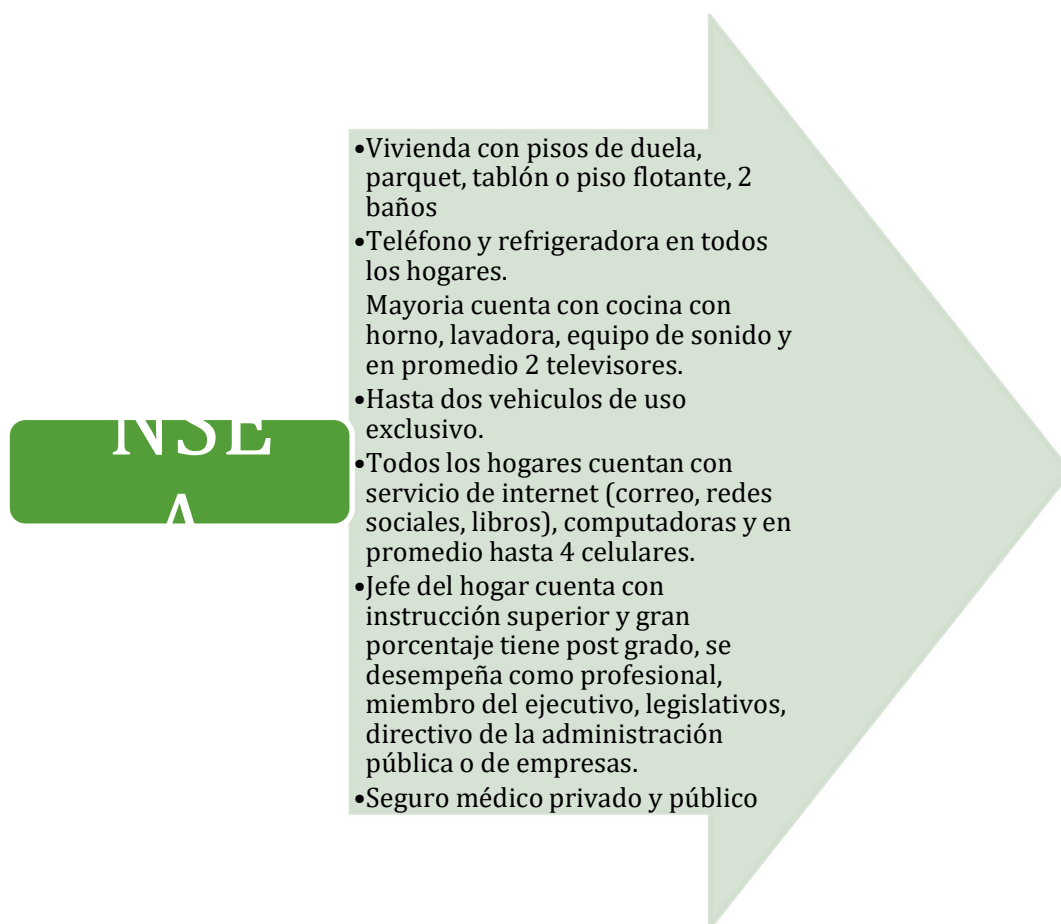 NSE
A
•Vivienda con pisos de duela,
parquet, tablón o piso flotante, 2
baños
•Teléfono y refrigeradora en todos
los hogares.
Mayoria cuenta con cocina con
horno, lavadora, equipo de sonido y
en promedio 2 televisores.
•Hasta dos vehiculos de uso
exclusivo.
•Todos los hogares cuentan con
servicio de internet (correo, redes
sociales, libros), computadoras y en
promedio hasta 4 celulares.
•Jefe del hogar cuenta con
instrucción superior y gran
porcentaje tiene post grado, se
desempeña como profesional,
miembro del ejecutivo, legislativos,
directivo de la administración
pública o de empresas.
•Seguro médico privado y público